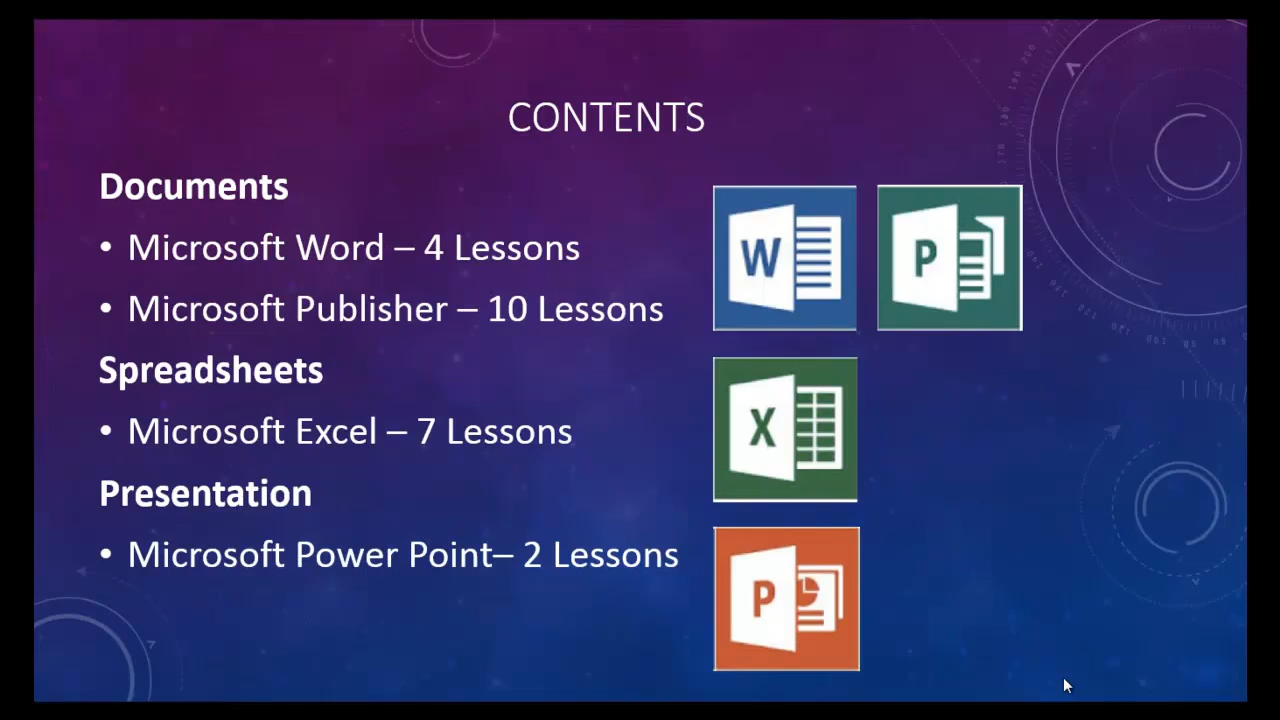 CONTENTS
Documents
• Microsoft Word – 4 Lessons
• Microsoft Publisher – 10 Lessons
Spreadsheets
• Microsoft Excel – 7 Lessons
Presentation
• Microsoft Power Point– 2 Lessons
W
P
X
P